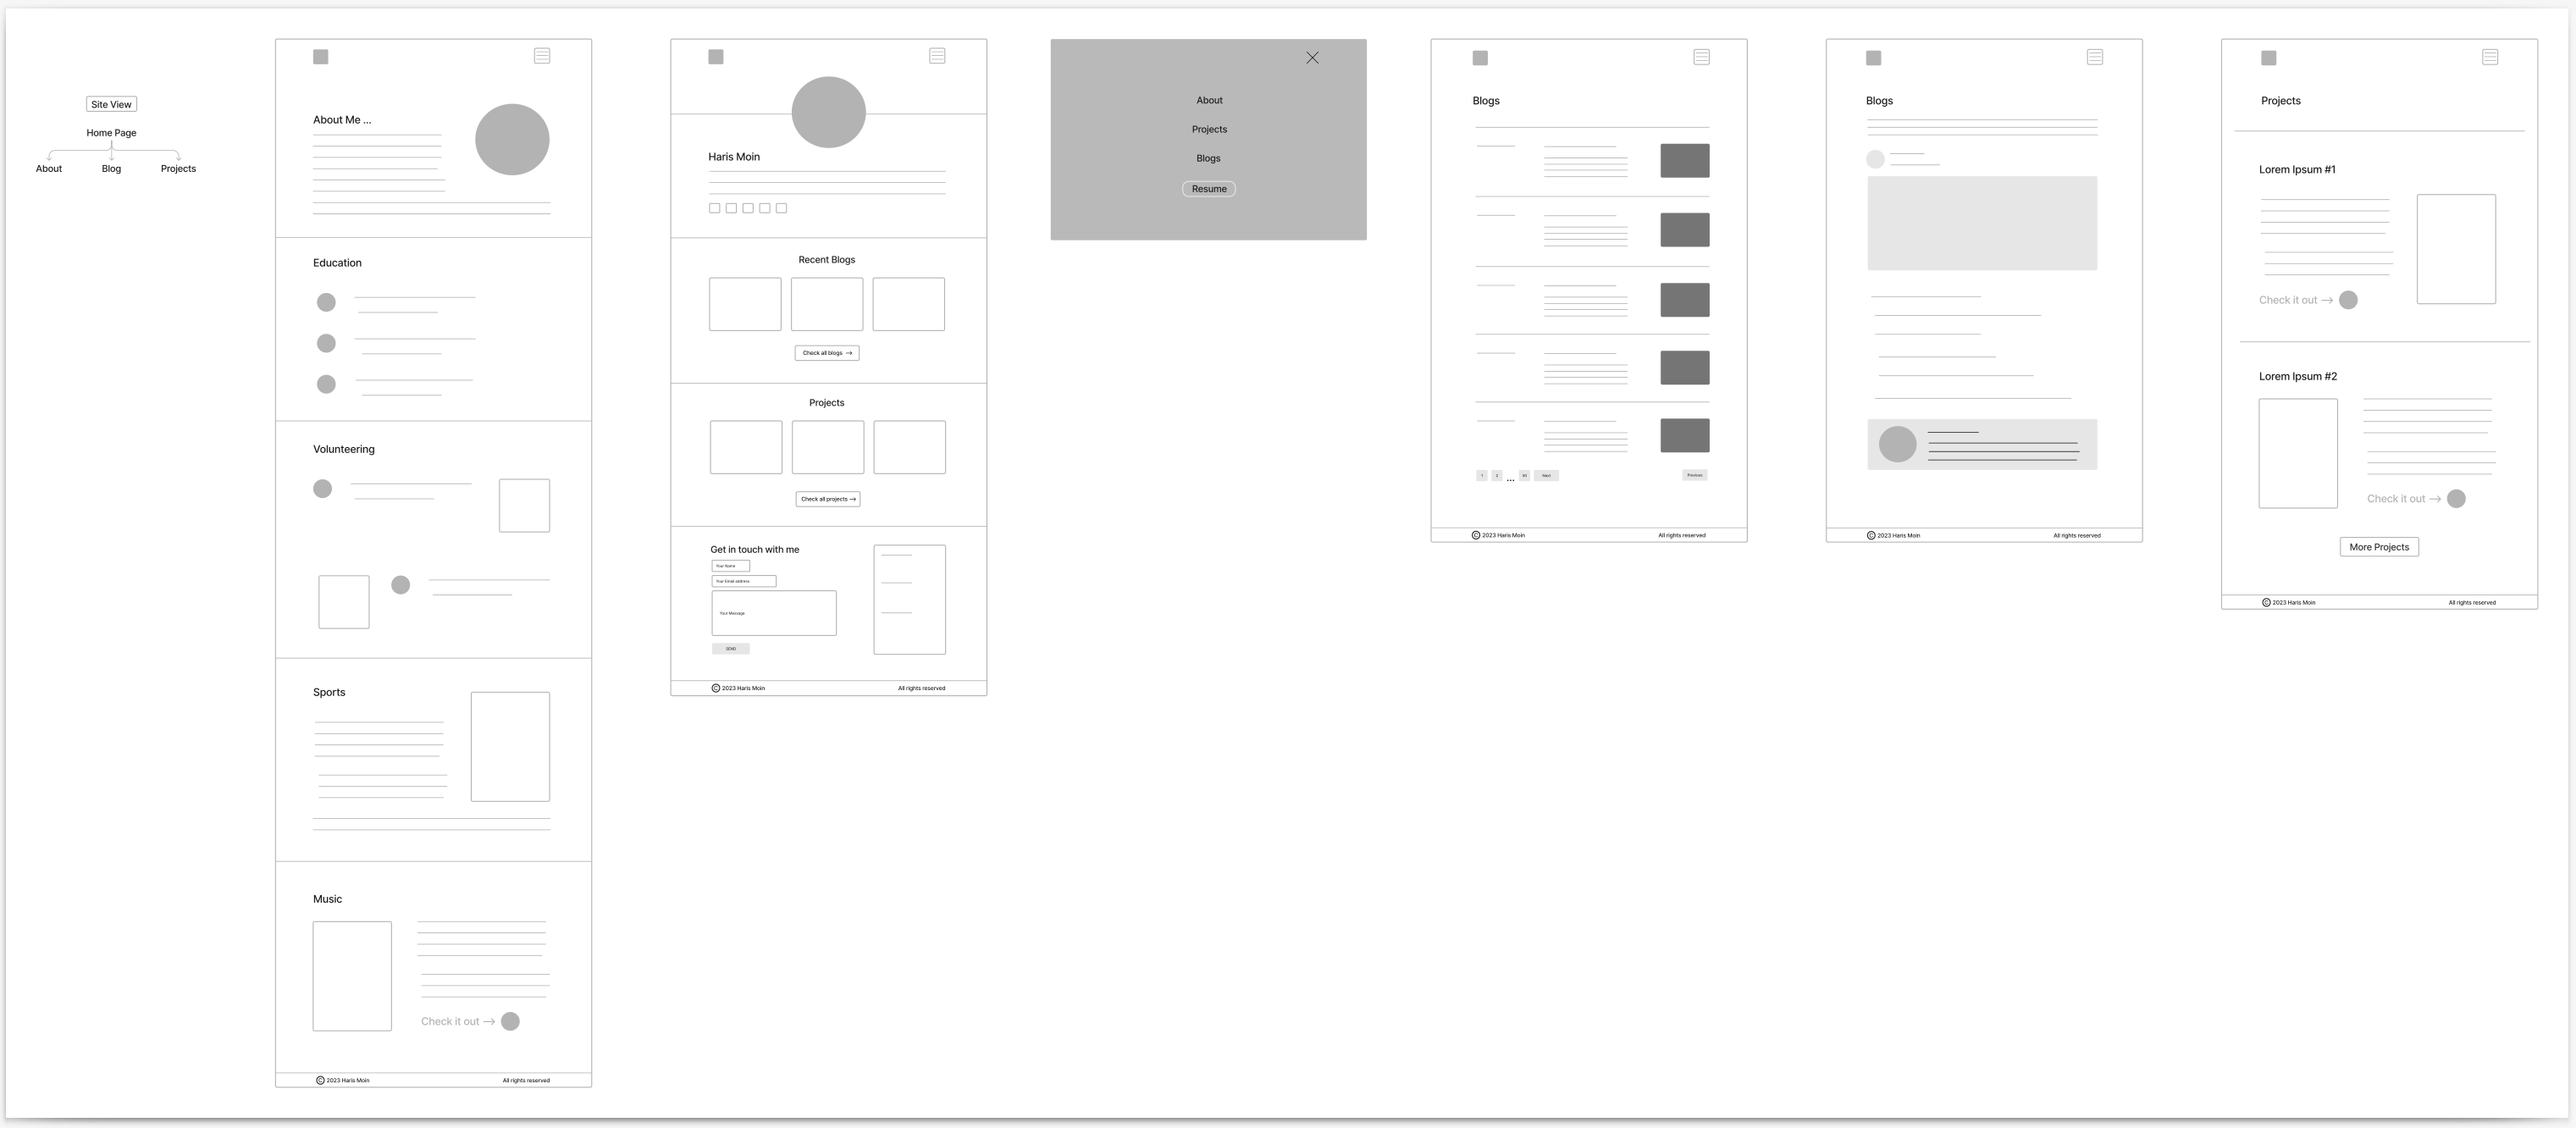 Site View
Home Page
About
Blog
Projects
About Me ...
Education
Volunteering
Sports
Music
Check it out →
© 2023 Haris Moin
All rights reserved
Haris Moin
Recent Blogs
Check all blogs →
Projects
Check all projects →
Get in touch with me
Your Name
Your Email address
Your Message
SEND
© 2023 Haris Moin
All rights reserved
About
Projects
Blogs
Resume
Blogs
1
2
...
Next
Previous
© 2023 Haris Moin
All rights reserved
Blogs
© 2023 Haris Moin
All rights reserved
Projects
Lorem Ipsum #1
Check it out →
Lorem Ipsum #2
Check it out →
More Projects
© 2023 Haris Moin
All rights reserved